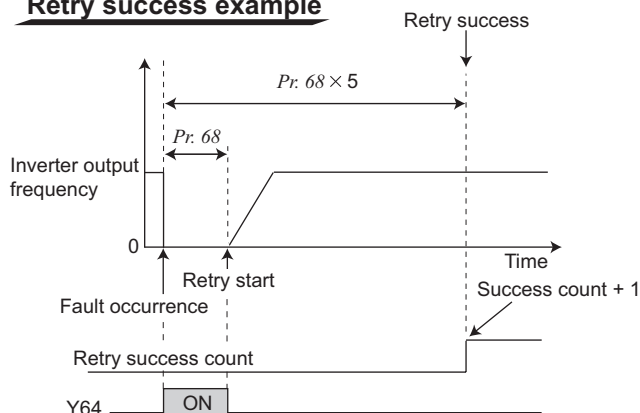 Retry success example
Retry success
Pr. 68 × 5
Pr. 68
Inverter output
frequency
0
Time
Retry start
Success count + 1
Fault occurrence
Retry success count
ON
Y64